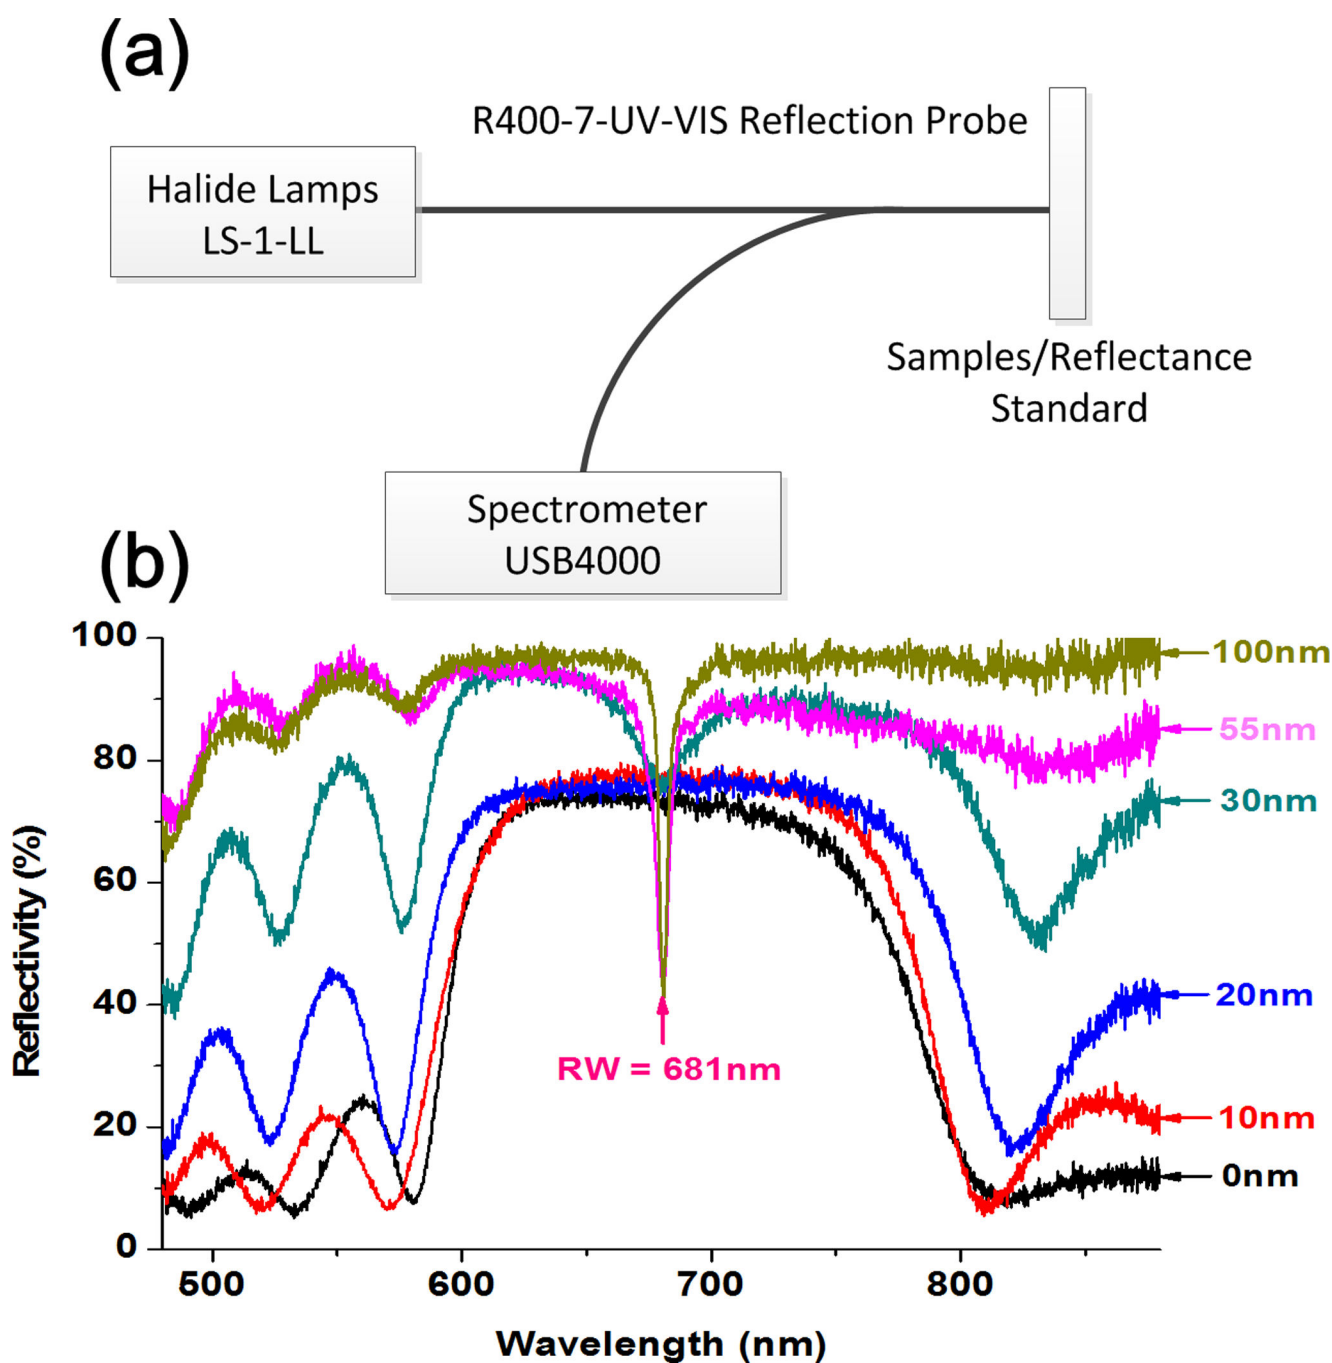 (a)
R400-7-UV-VIS Reflection Probe
Halide Lamps
LS-1-LL
Samples/Reflectance
Standard
Spectrometer
USB4000
(b)
100
80
60
40
20
0
Reflectivity (%)
100nm
55nm
30nm
20nm
10nm
0nm
RW = 681nm
500
600
700
800
Wavelength (nm)